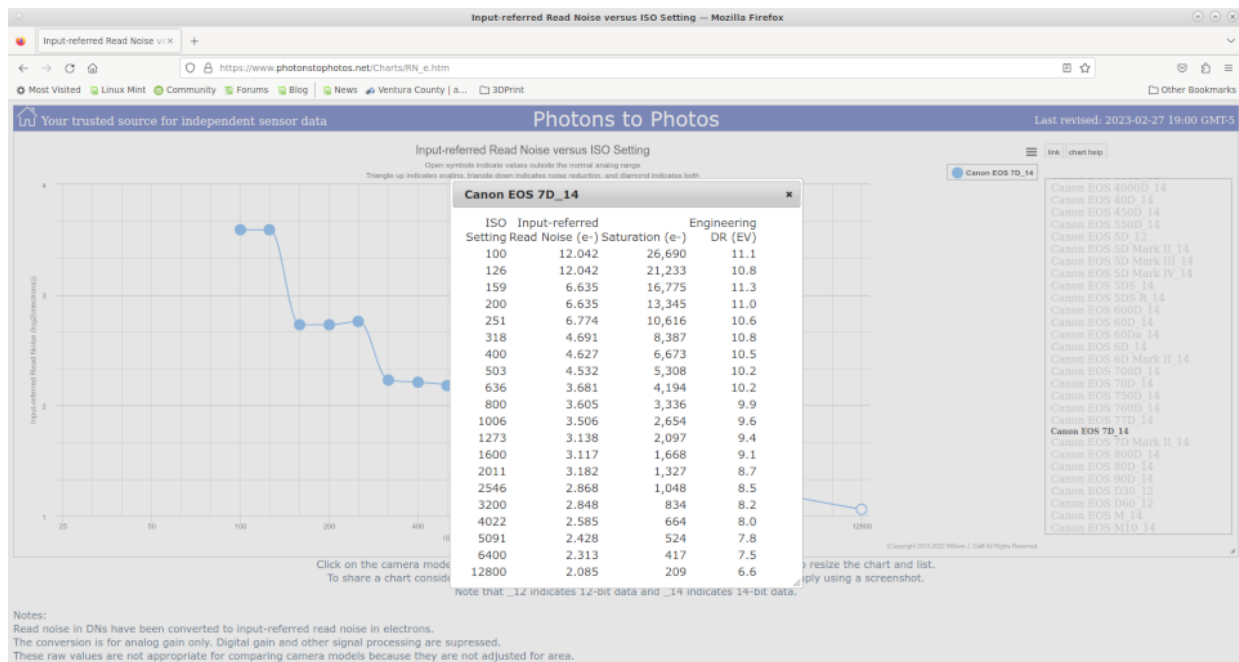 Input-referred Read Noise versus ISO Setting — Mozilla Firefox
Input-referred Read Noise
https://www.photonstophotos.net/Charts/RN_e.htm
Most Visited Linux Mint Community Forums Blog News Ventura County | a... 3DPrint Other Bookmarks
Your trusted source for independent sensor data Photons to Photos Last revised: 2023-02-27 19:00 GMT-5
Input-referred Read Noise versus ISO Setting
Open symbols indicate values outside the normal analog range.
Triangle up indicates scaling, triangle down indicates noise reduction, and diamond indicates both.
link chart help
Canon EOS 7D_14
Input-referred Read Noise (log2(electrons))
4
3
2
1
25 50 100 200 400 12800
Canon EOS 7D_14 ×
ISO Input-referred Engineering
Setting Read Noise (e-) Saturation (e-) DR (EV)
100 12.042 26,690 11.1
126 12.042 21,233 10.8
159 6.635 16,775 11.3
200 6.635 13,345 11.0
251 6.774 10,616 10.6
318 4.691 8,387 10.8
400 4.627 6,673 10.5
503 4.532 5,308 10.2
636 3.681 4,194 10.2
800 3.605 3,336 9.9
1006 3.506 2,654 9.6
1273 3.138 2,097 9.4
1600 3.117 1,668 9.1
2011 3.182 1,327 8.7
2546 2.868 1,048 8.5
3200 2.848 834 8.2
4022 2.585 664 8.0
5091 2.428 524 7.8
6400 2.313 417 7.5
12800 2.085 209 6.6
Canon EOS 4000D_14
Canon EOS 40D_14
Canon EOS 450D_14
Canon EOS 550D_14
Canon EOS 5D_12
Canon EOS 5D Mark II_14
Canon EOS 5D Mark III_14
Canon EOS 5D Mark IV_14
Canon EOS 5DS_14
Canon EOS 5DS R_14
Canon EOS 600D_14
Canon EOS 60D_14
Canon EOS 60Da_14
Canon EOS 6D_14
Canon EOS 6D Mark II_14
Canon EOS 700D_14
Canon EOS 70D_14
Canon EOS 750D_14
Canon EOS 760D_14
Canon EOS 77D_14
Canon EOS 7D_14
Canon EOS 7D Mark II_14
Canon EOS 800D_14
Canon EOS 80D_14
Canon EOS 90D_14
Canon EOS D30_12
Canon EOS D60_12
Canon EOS M_14
Canon EOS M10_14
Click on the camera mode
o resize the chart and list.
To share a chart conside
ply using a screenshot.
Note that _12 indicates 12-bit data and _14 indicates 14-bit data.
Notes:
Read noise in DNs have been converted to input-referred read noise in electrons.
The conversion is for analog gain only. Digital gain and other signal processing are supressed.
These raw values are not appropriate for comparing camera models because they are not adjusted for area.